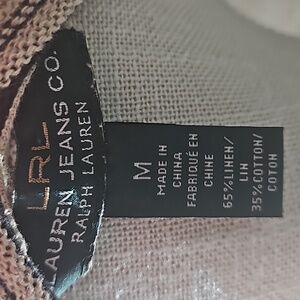 LRL
LAUREN JEANS CO.
RALPH LAUREN
M
MADE IN
CHINA
FABRIQUÉ EN
CHINE
65%LINEN/
LIN
35%COTTON/
COTON